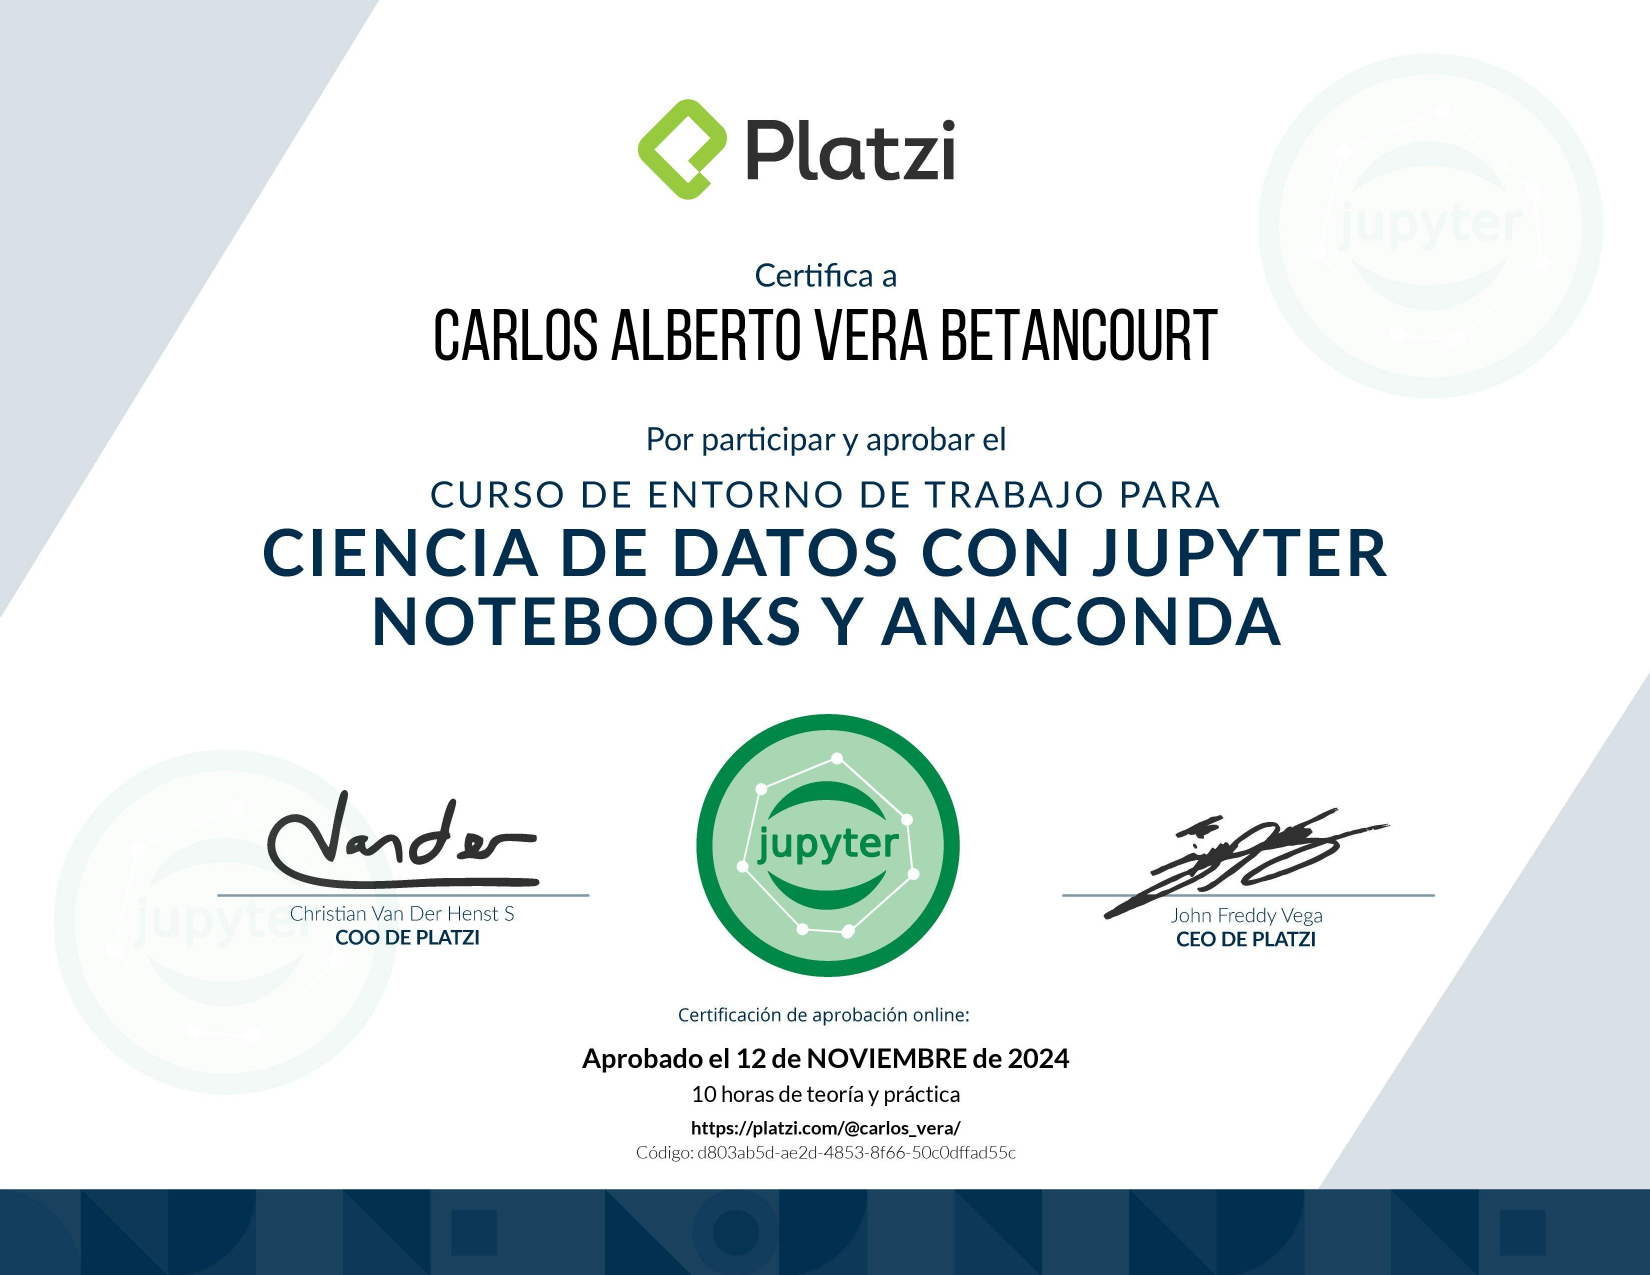 Platzi
jupyter
Certifica a
CARLOS ALBERTO VERA BETANCOURT
Por participar y aprobar el
CURSO DE ENTORNO DE TRABAJO PARA
CIENCIA DE DATOS CON JUPYTER
NOTEBOOKS Y ANACONDA
Vander
jupyter
jupyter
Christian Van Der Henst S
COO DE PLATZI
John Freddy Vega
CEO DE PLATZI
Certificación de aprobación online:
Aprobado el 12 de NOVIEMBRE de 2024
10 horas de teoría y práctica
https://platzi.com/@carlos_vera/
Código: d803ab5d-ae2d-4853-8f66-50c0dffad55c